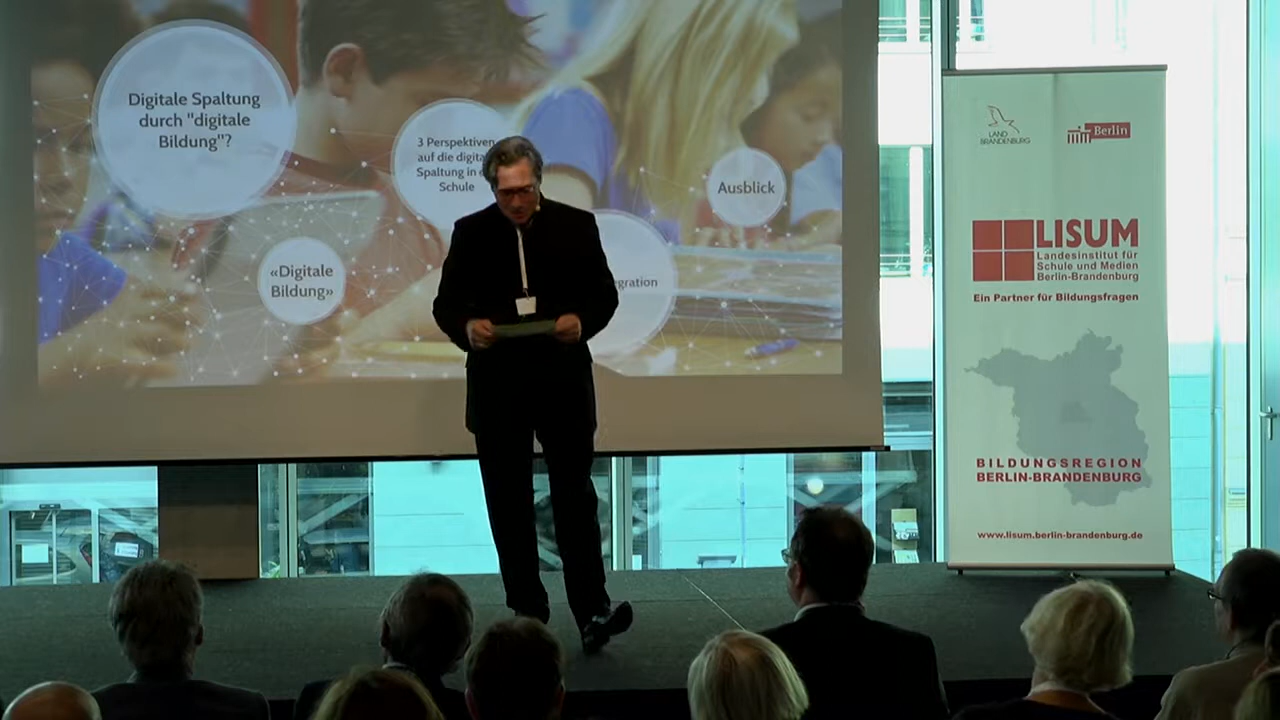 Digitale Spaltung
durch "digitale
Bildung"?
3 Perspektiven
auf die
Spaltung in
Schule
Ausblick
«Digitale
Bildung»
LAND
BRANDENBURG
Berlin
LISUM
Landesinstitut für
Schule und Medien
Berlin-Brandenburg
Ein Partner für Bildungsfragen
BILDUNGSREGION
BERLIN-BRANDENBURG
www.lisum.berlin-brandenburg.de